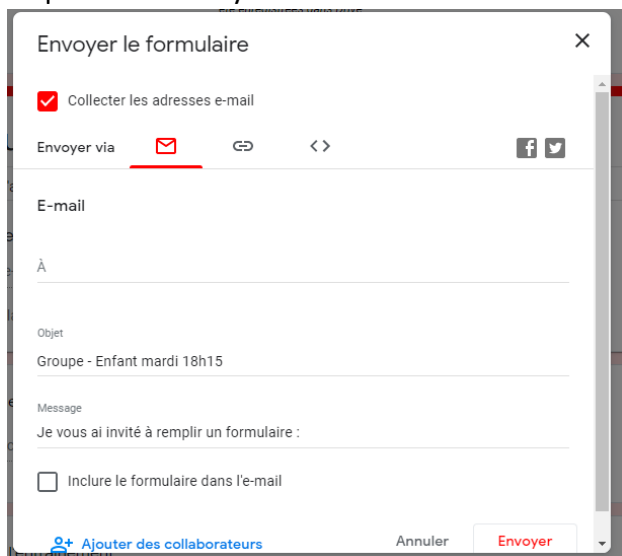 Envoyer le formulaire
Collecter les adresses e-mail
Envoyer via
E-mail
À
Objet
Groupe - Enfant mardi 18h15
Message
Je vous ai invité à remplir un formulaire :
Inclure le formulaire dans l'e-mail
Ajouter des collaborateurs
Annuler
Envoyer